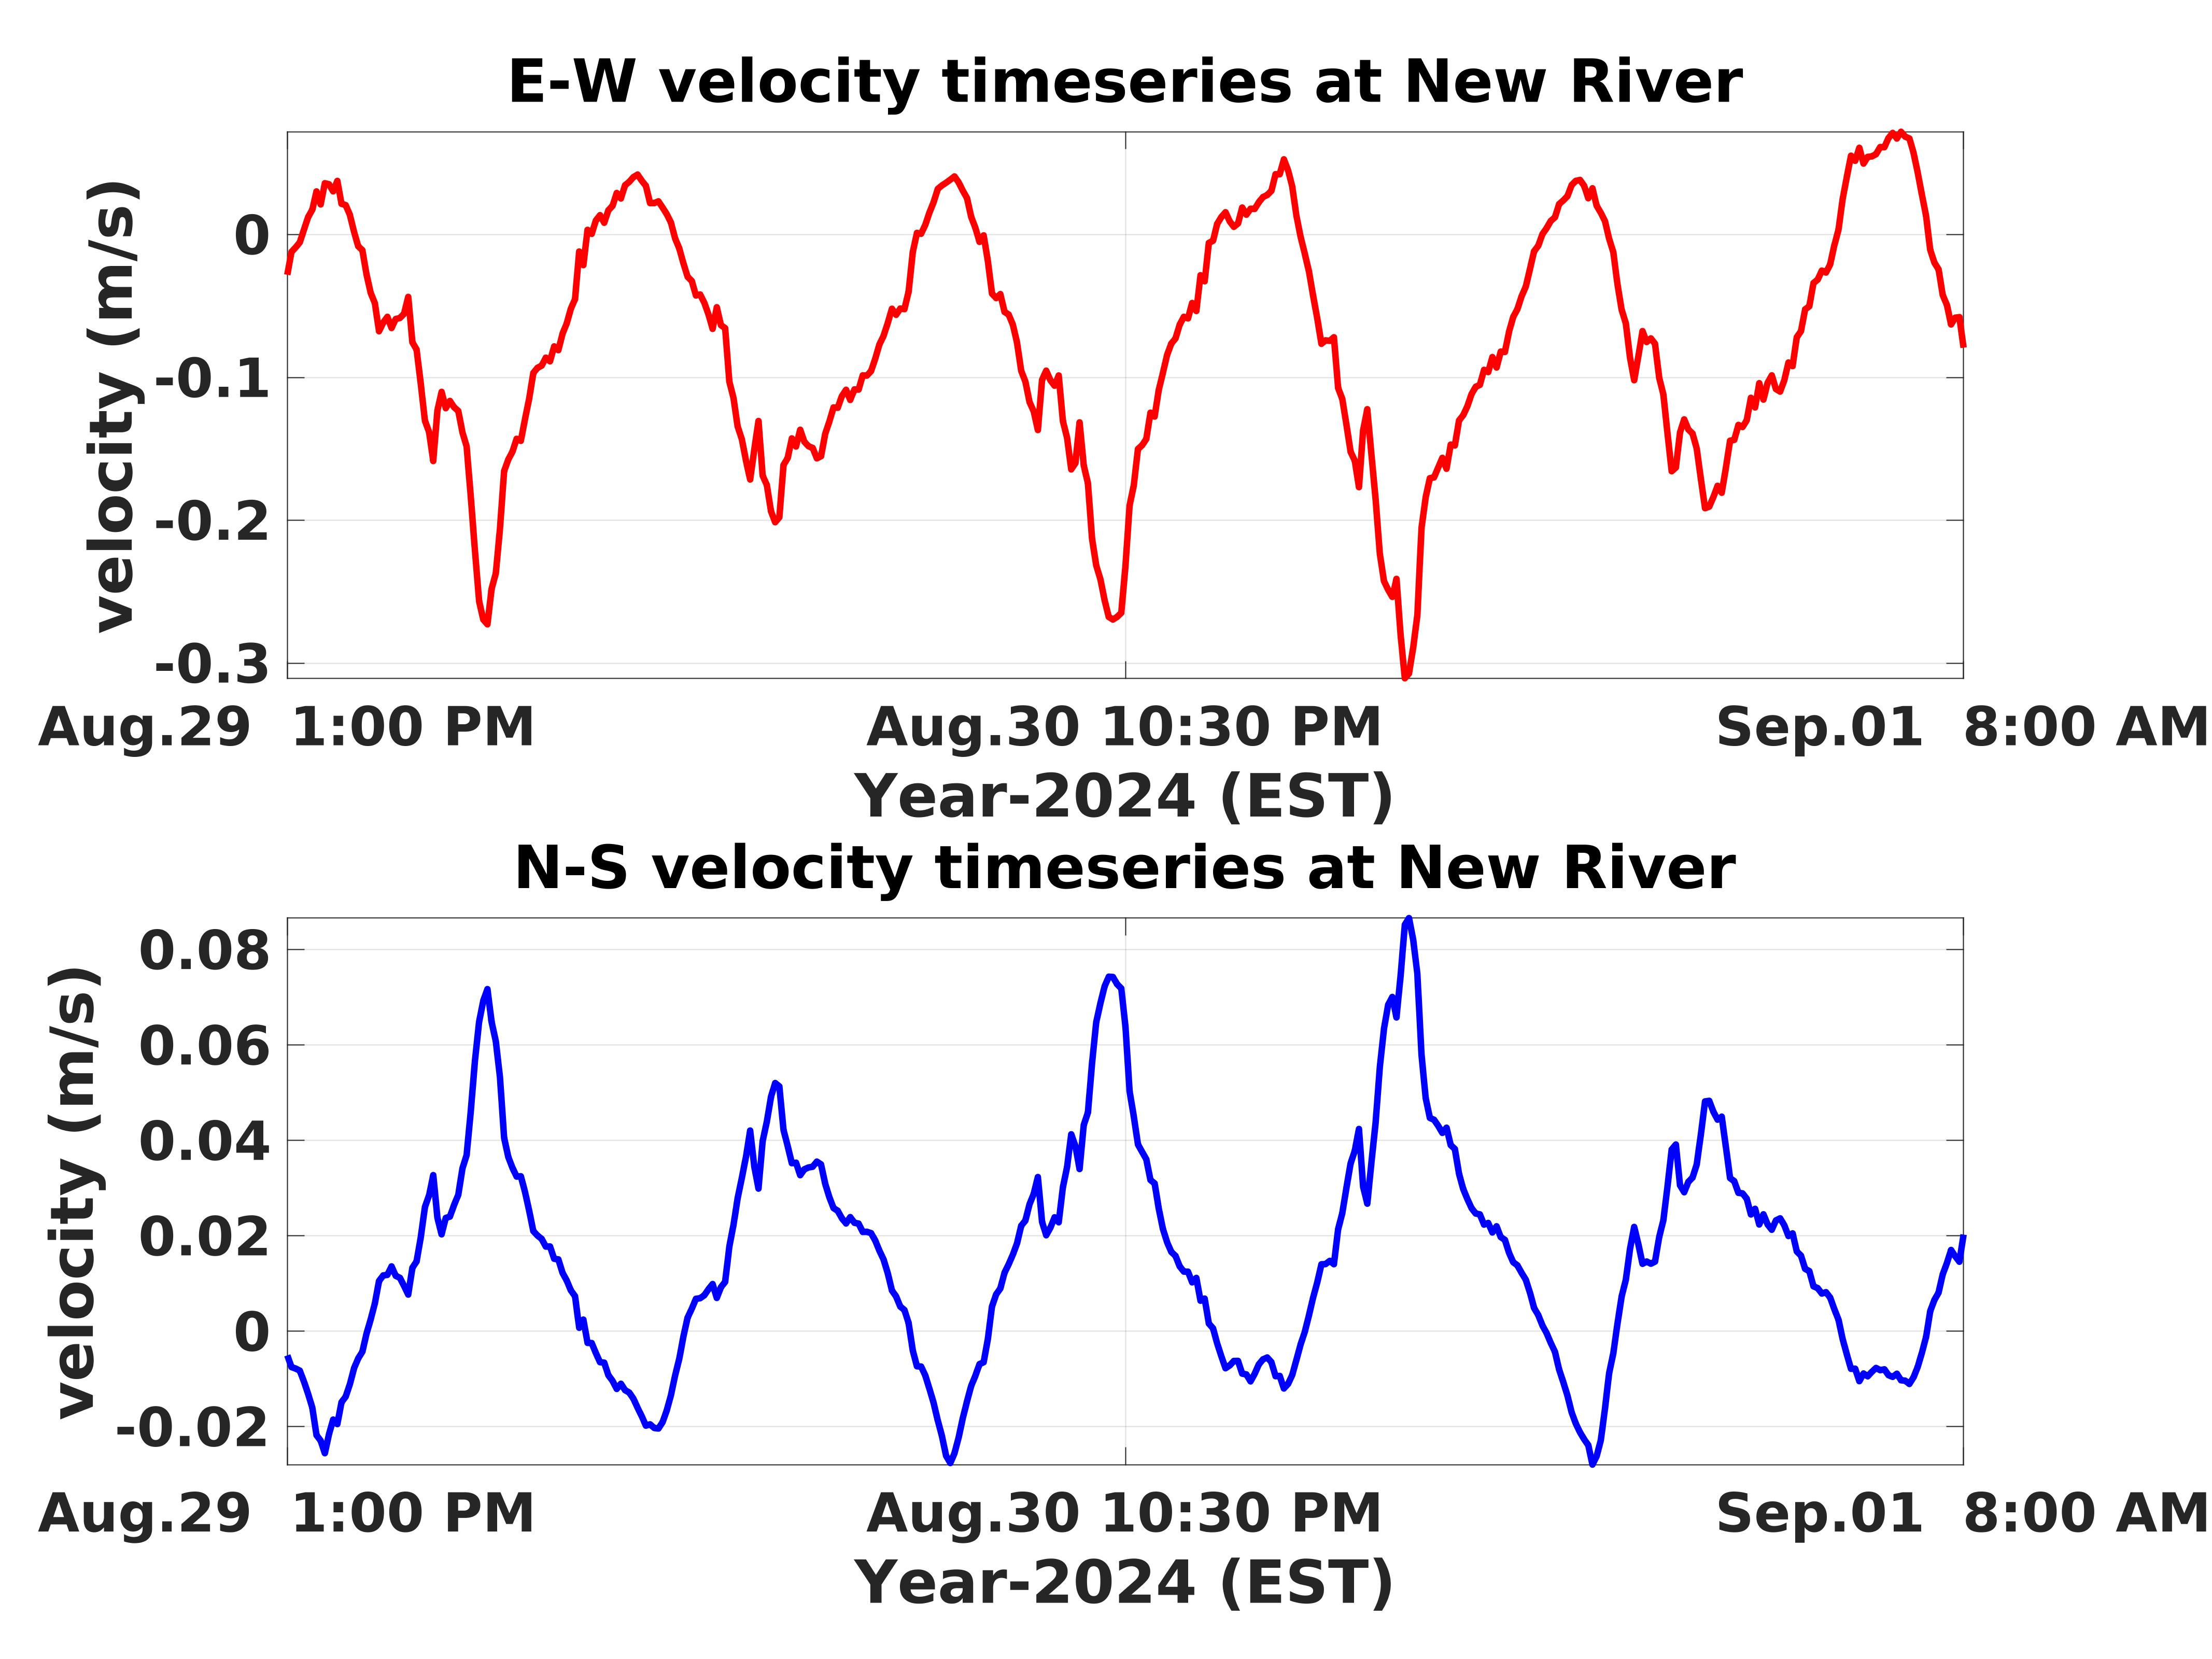 E-W velocity timeseries at New River
velocity (m/s)
0
-0.1
-0.2
-0.3
Aug.29  1:00 PM
Aug.30 10:30 PM
Sep.01  8:00 AM
Year-2024 (EST)
N-S velocity timeseries at New River
velocity (m/s)
0.08
0.06
0.04
0.02
0
-0.02
Aug.29  1:00 PM
Aug.30 10:30 PM
Sep.01  8:00 AM
Year-2024 (EST)